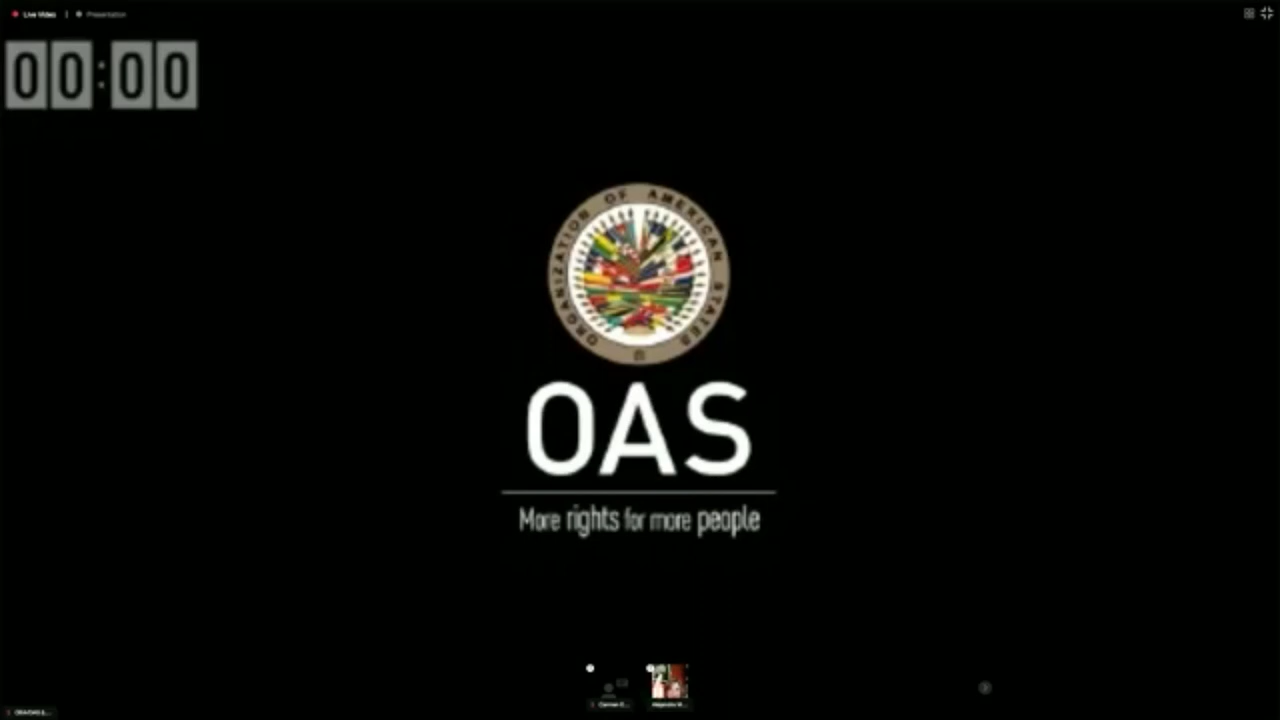 Live Video | Presentation
00:00
ORGANIZATION OF AMERICAN STATES
OAS
More rights for more people